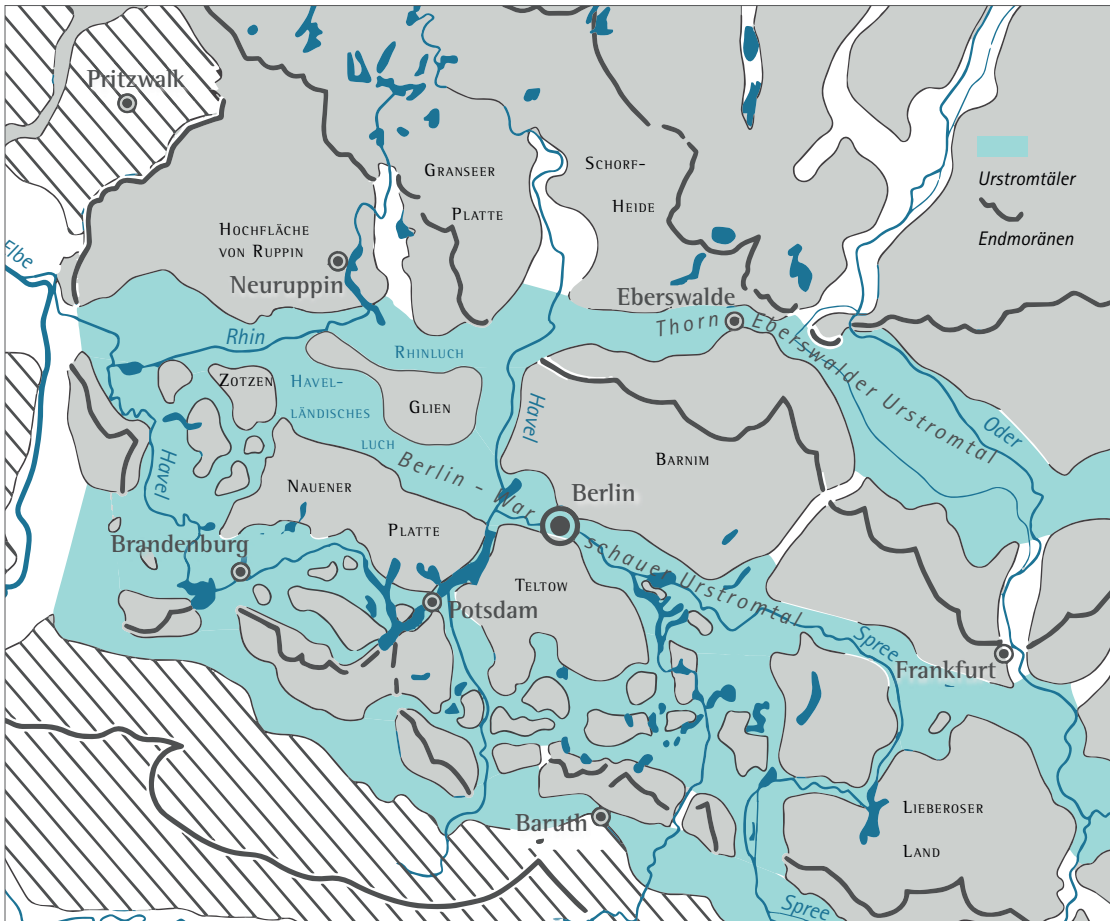 Pritzwalk
Elbe
Hochfläche
von Ruppin
Neuruppin
Granseer
Platte
Schorf-
Heide
Urstromtäler
Endmoränen
Eberswalde
Thorn - Eberswalder Urstromtal
Oder
Rhin
Rhinluch
Zotzen
Havel-
ländisches
luch
Glien
Havel
Barnim
Havel
Nauener
Platte
Berlin - Warschauer Urstromtal
Berlin
Brandenburg
Potsdam
Teltow
Spree
Frankfurt
Baruth
Lieberoser
Land
Spree